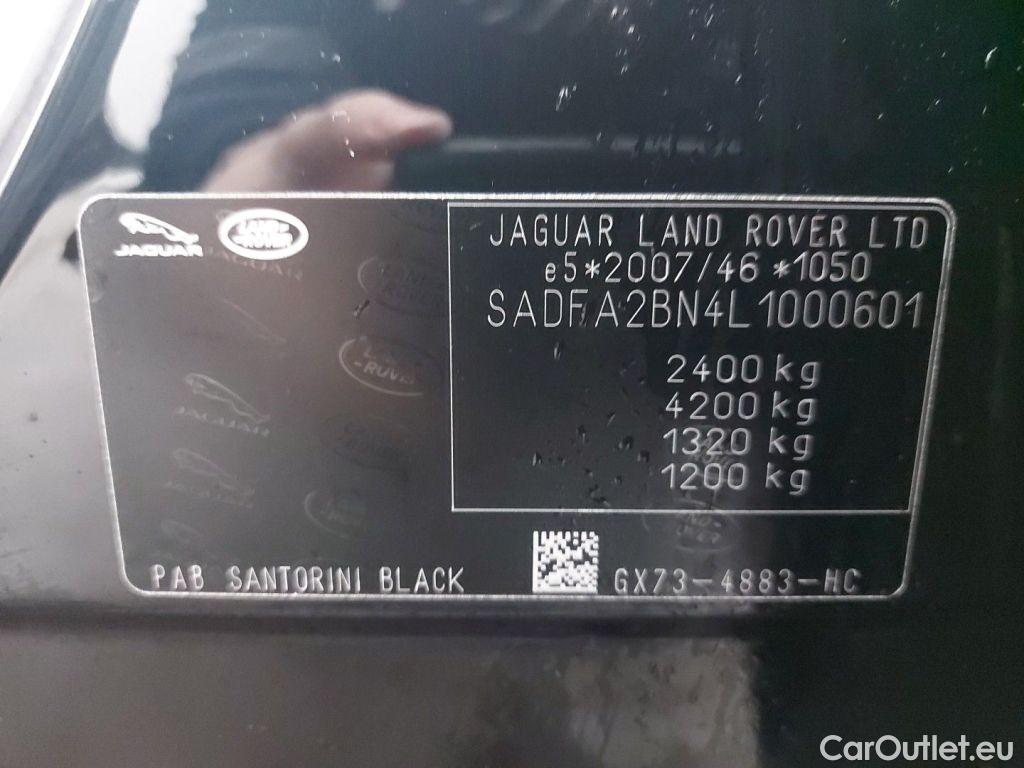 JAGUAR
LAND ROVER
JAGUAR LAND ROVER LTD
e5*2007/46 *1050
SADFA2BN4L1000601
2400 kg
4200 kg
1320 kg
1200 kg
PAB SANTORINI BLACK
GX73-4883-HC
CarOutlet.eu